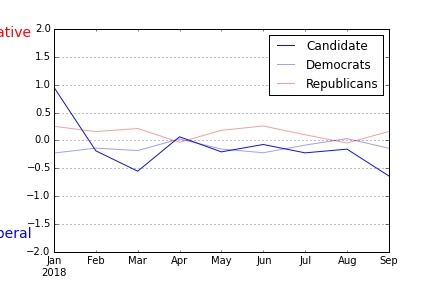 ative
peral
2.0
1.5
1.0
0.5
0.0
−0.5
−1.0
−1.5
−2.0
Candidate
Democrats
Republicans
Jan Feb Mar Apr May Jun Jul Aug Sep
2018